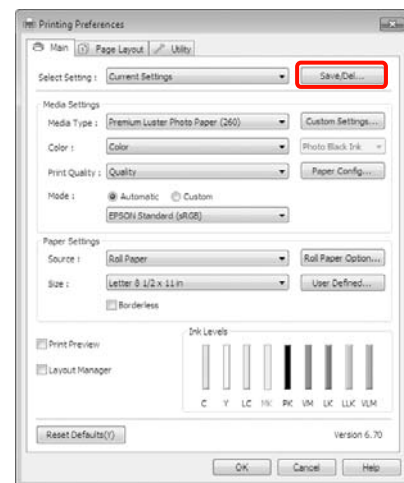 Printing Preferences
Main Page Layout Utility
Select Setting : Current Settings Save/Del...
Media Settings
Media Type : Premium Luster Photo Paper (260) Custom Settings...
Color : Color Photo Black Ink
Print Quality : Quality Paper Config...
Mode : Automatic Custom
EPSON Standard (sRGB)
Paper Settings
Source : Roll Paper Roll Paper Option...
Size : Letter 8 1/2 x 11 in User Defined...
Borderless
Ink Levels
Print Preview
Layout Manager
C Y LC MK PK VM LK LLK VLM
Reset Defaults(Y) Version 6.70
OK Cancel Help